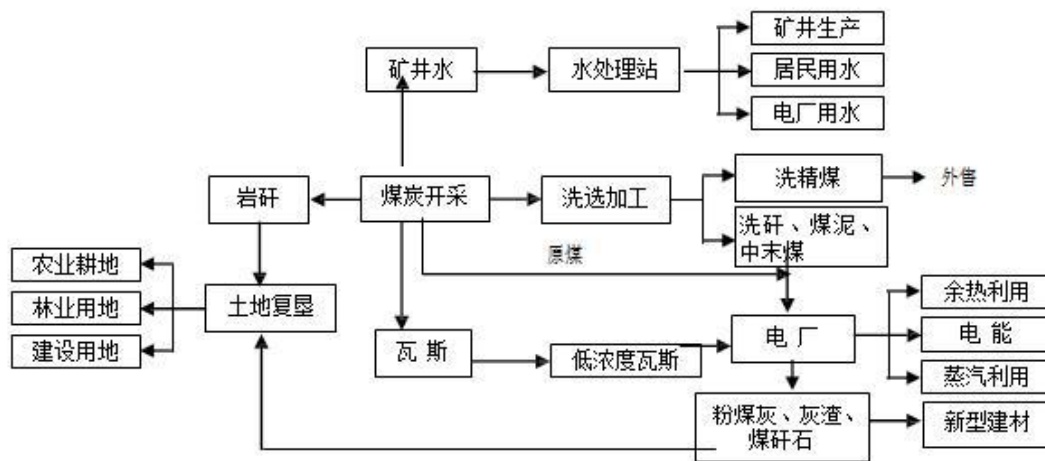 矿井生产
矿井水
水处理站
居民用水
电厂用水
岩矸
煤炭开采
洗选加工
洗精煤
外售
洗矸、煤泥、
中末煤
原煤
农业耕地
林业用地
建设用地
土地复垦
瓦斯
低浓度瓦斯
电厂
余热利用
电能
蒸汽利用
粉煤灰、灰渣、
煤矸石
新型建材